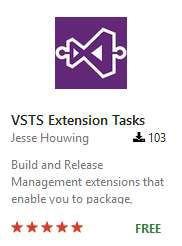 VSTS Extension Tasks
Jesse Houwing 103
Build and Release
Management extensions that
enable you to package,
FREE